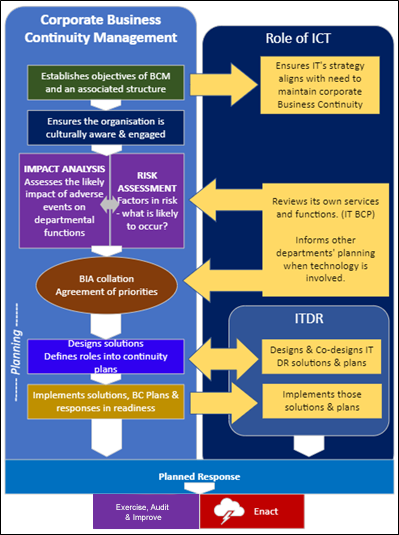 Corporate Business
Continuity Management
Role of ICT
Establishes objectives of BCM
and an associated structure
Ensures IT's strategy
aligns with need to
maintain corporate
Business Continuity
Ensures the organisation is
culturally aware & engaged
IMPACT ANALYSIS
Assesses the likely
impact of adverse
events on
departmental
functions
RISK
ASSESSMENT
Factors in risk
- what is likely
to occur?
Reviews its own services
and functions. (IT BCP)
Informs other
departments' planning
when technology is
involved.
BIA collation
Agreement of priorities
----- Planning -----
ITDR
Designs solutions
Defines roles into continuity
plans
Designs & Co-designs IT
DR solutions & plans
Implements solutions, BC Plans &
responses in readiness
Implements those
solutions & plans
Planned Response
Exercise, Audit
& Improve
Enact